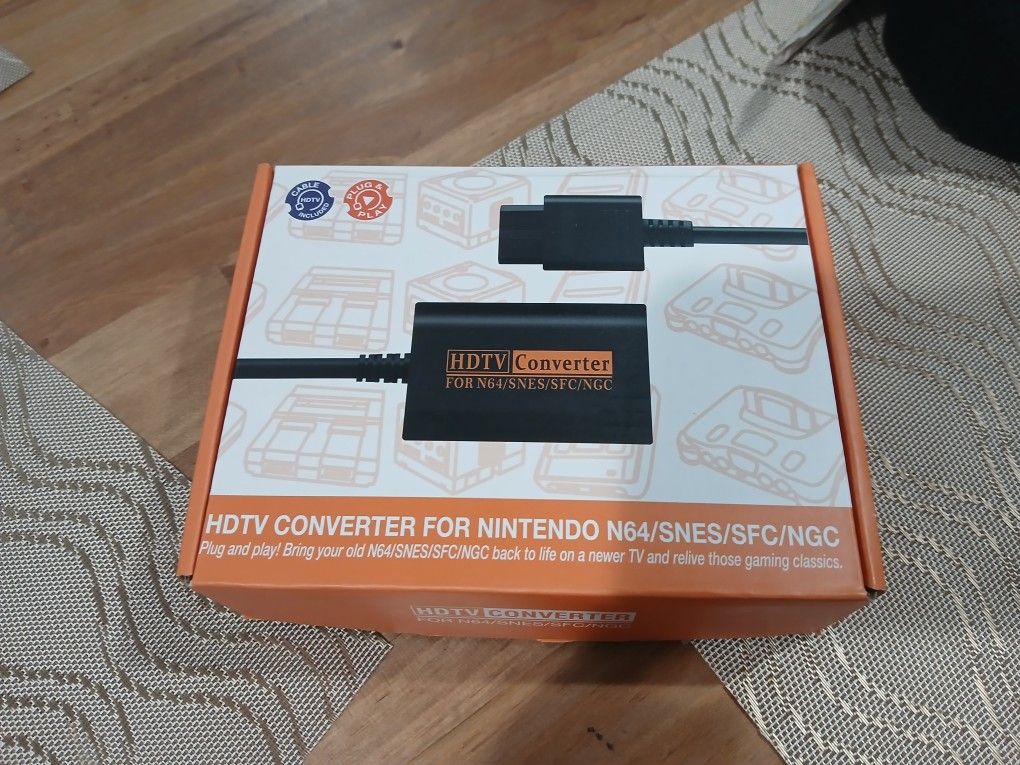 CABLE
HDTV
INCLUDED
PLUG &
PLAY
HDTV Converter
FOR N64/SNES/SFC/NGC
HDTV CONVERTER FOR NINTENDO N64/SNES/SFC/NGC
Plug and play! Bring your old N64/SNES/SFC/NGC back to life on a newer TV and relive those gaming classics.
HDTV CONVERTER
FOR N64/SNES/SFC/NGC